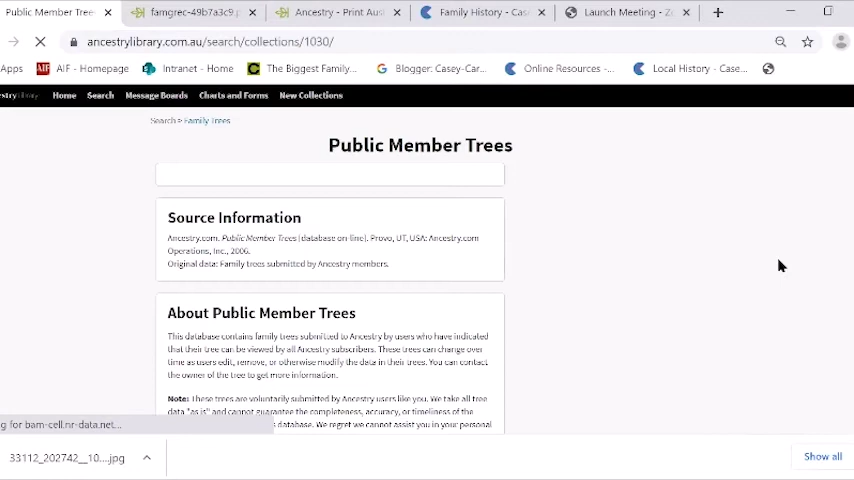 Public Member Tree
famgrec-49b7a3c9.p
Ancestry - Print Aus
Family History - Cas
Launch Meeting - Zo
ancestrylibrary.com.au/search/collections/1030/
Apps
AIF - Homepage
Intranet - Home
The Biggest Family...
Blogger: Casey-Car...
Online Resources -...
Local History - Case...
Home Search Message Boards Charts and Forms New Collections
Search > Family Trees
Public Member Trees
Source Information
Ancestry.com. Public Member Trees [database on-line]. Provo, UT, USA: Ancestry.com
Operations, Inc., 2006.
Original data: Family trees submitted by Ancestry members.
About Public Member Trees
This database contains family trees submitted to Ancestry by users who have indicated
that their tree can be viewed by all Ancestry subscribers. These trees can change over
time as users edit, remove, or otherwise modify the data in their trees. You can contact
the owner of the tree to get more information.
Note: These trees are voluntarily submitted by Ancestry users like you. We take all tree
data "as is" and cannot guarantee the completeness, accuracy, or timeliness of the
s database. We regret we cannot assist you in your personal
g for bam-cell.nr-data.net...
33112_202742__10....jpg
Show all